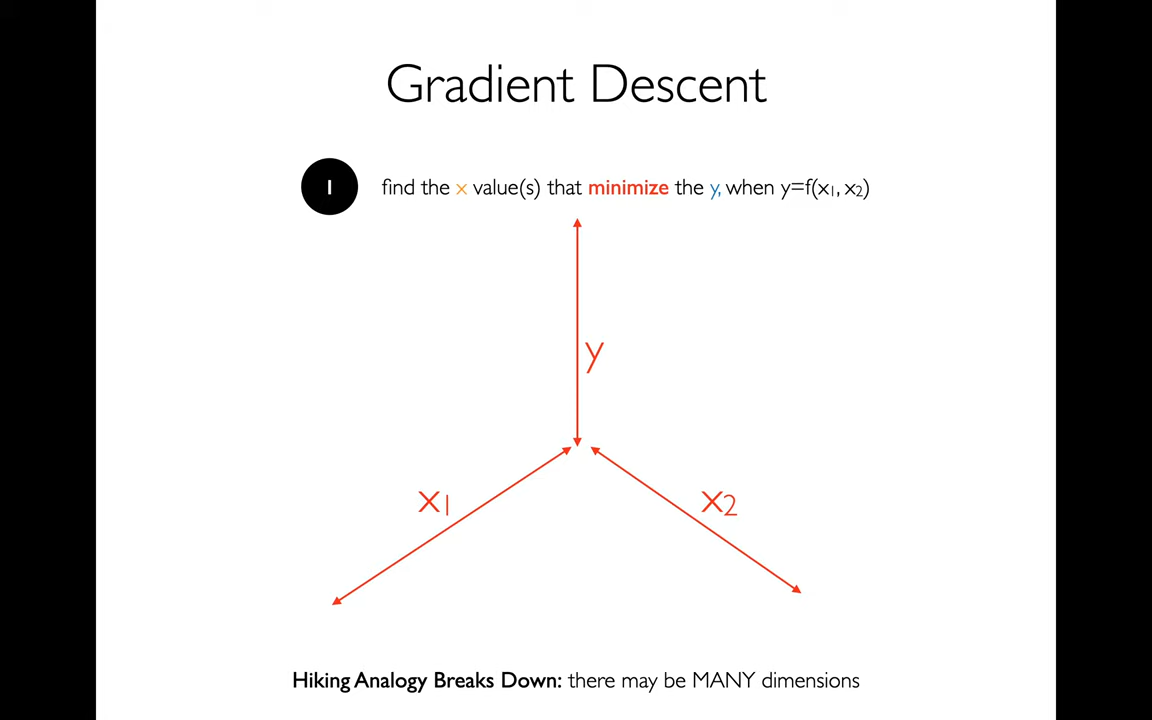 Gradient Descent
1 find the x value(s) that minimize the y, when y=f(x1, x2)
y
x1 x2
Hiking Analogy Breaks Down: there may be MANY dimensions